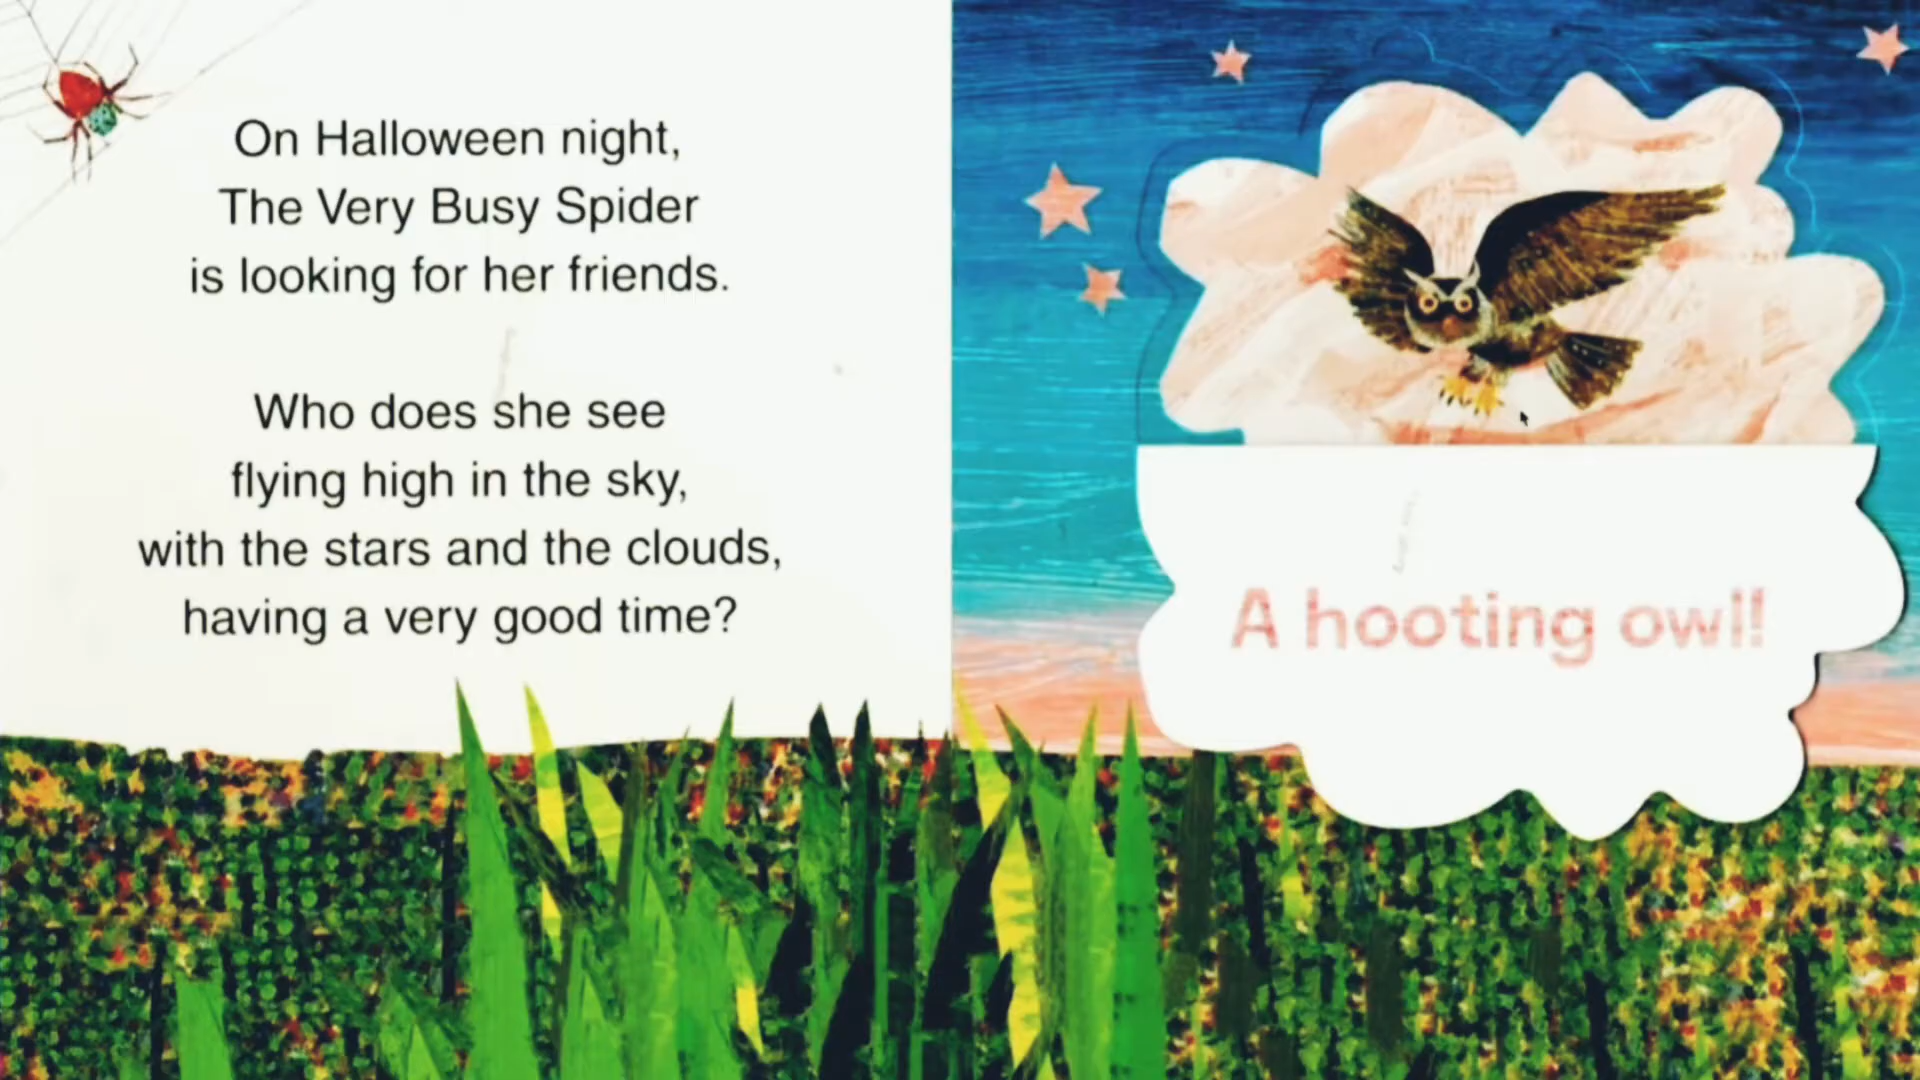 On Halloween night,
The Very Busy Spider
is looking for her friends.
Who does she see
flying high in the sky,
with the stars and the clouds,
having a very good time?
A hooting owl!